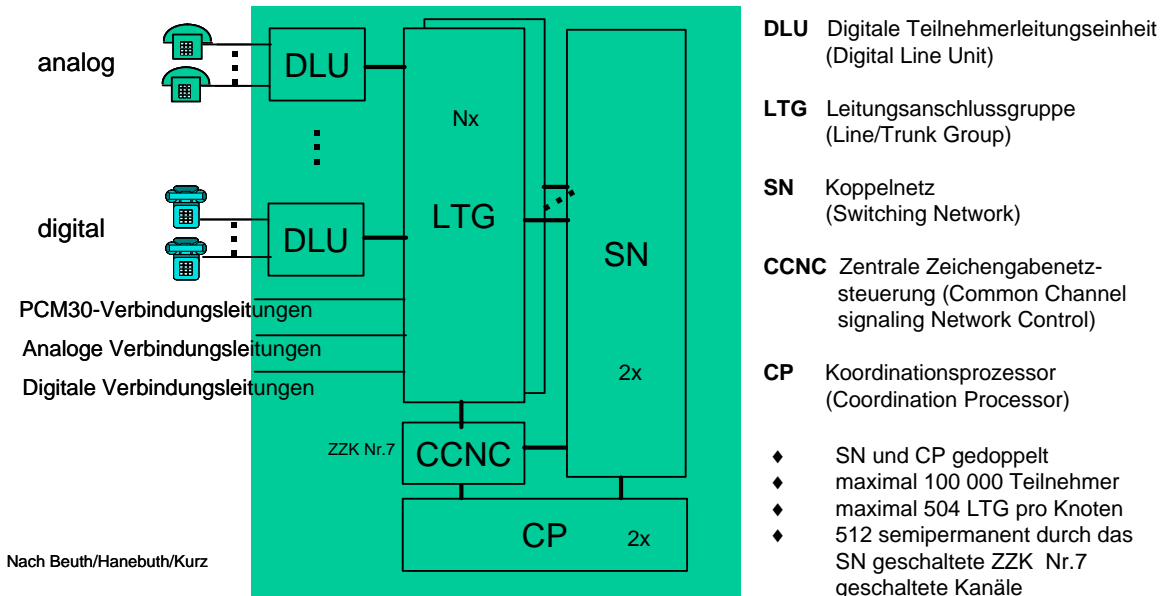 analog
DLU
Nx
LTG
digital
DLU
SN
PCM30-Verbindungsleitungen
Analoge Verbindungsleitungen
Digitale Verbindungsleitungen
2x
ZZK Nr.7
CCNC
CP
2x
Nach Beuth/Hanebuth/Kurz
DLU Digitale Teilnehmerleitungseinheit
(Digital Line Unit)
LTG Leitungsanschlussgruppe
(Line/Trunk Group)
SN Koppelnetz
(Switching Network)
CCNC Zentrale Zeichengabenetz-
steuerung (Common Channel
signaling Network Control)
CP Koordinationsprozessor
(Coordination Processor)
♦ SN und CP gedoppelt
♦ maximal 100 000 Teilnehmer
♦ maximal 504 LTG pro Knoten
♦ 512 semipermanent durch das
SN geschaltete ZZK Nr.7
geschaltete Kanäle